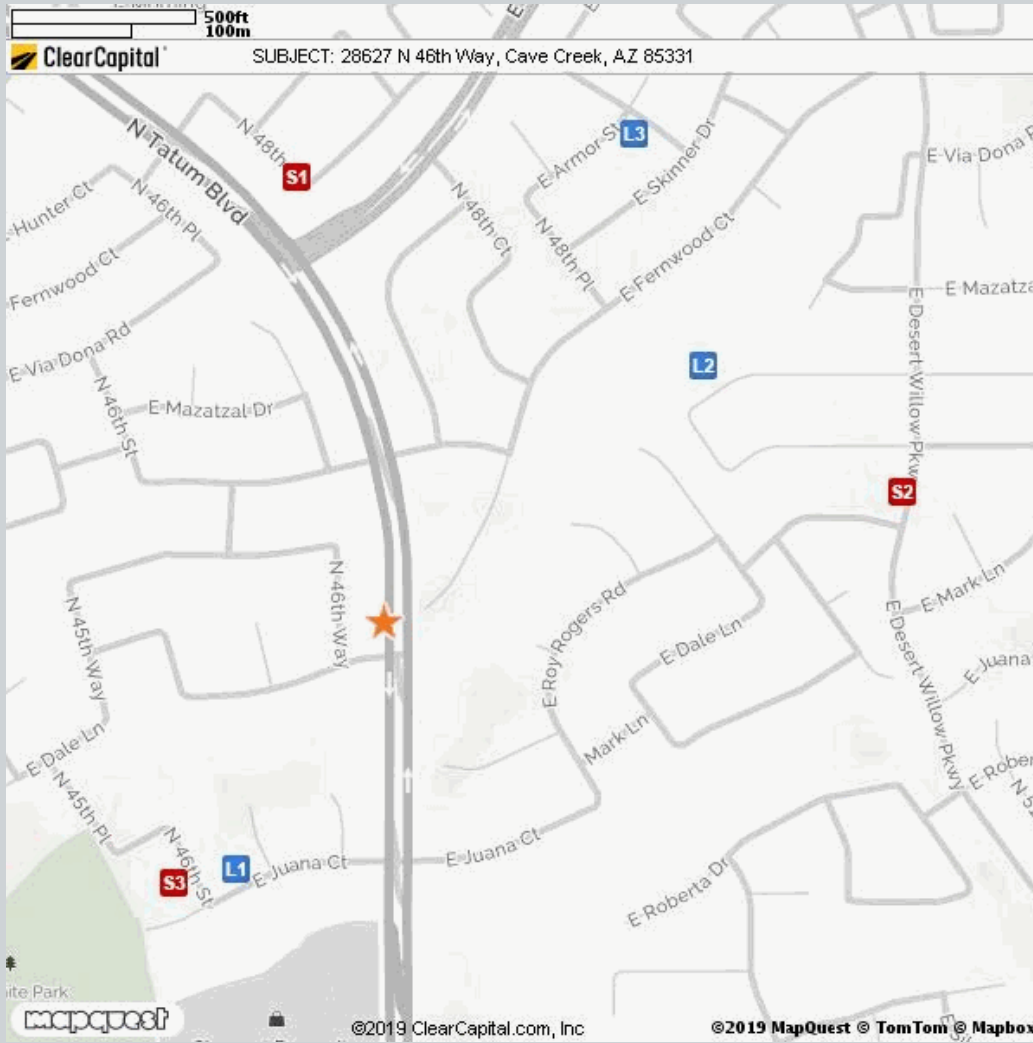 500ft
100m
ClearCapital
SUBJECT: 28627 N 46th Way, Cave Creek, AZ 85331
N Tatum Blvd
N 48th
S1
L3
E Armor St
E Skinner Dr
E Via Dona
Hunter Ct
N 46th Pl
N 48th Ct
N 48th Pl
E Fernwood Ct
Fernwood Ct
E Mazatza
E Via Dona Rd
N 46th St
E Mazatzal Dr
L2
E Desert Willow Pkw
S2
N 46th Way
N 45th Way
E Roy Rogers Rd
E Dale Ln
E Mark Ln
E Juana
E Desert Willow Pkwy
Mark Ln
E Dale Ln
N 45th Pl
E Rober
N 46th St
S3
L1
E Juana Ct
E Juana Ct
E Roberta Dr
ite Park
mapquest
©2019 ClearCapital.com, Inc
©2019 MapQuest © TomTom © Mapbox